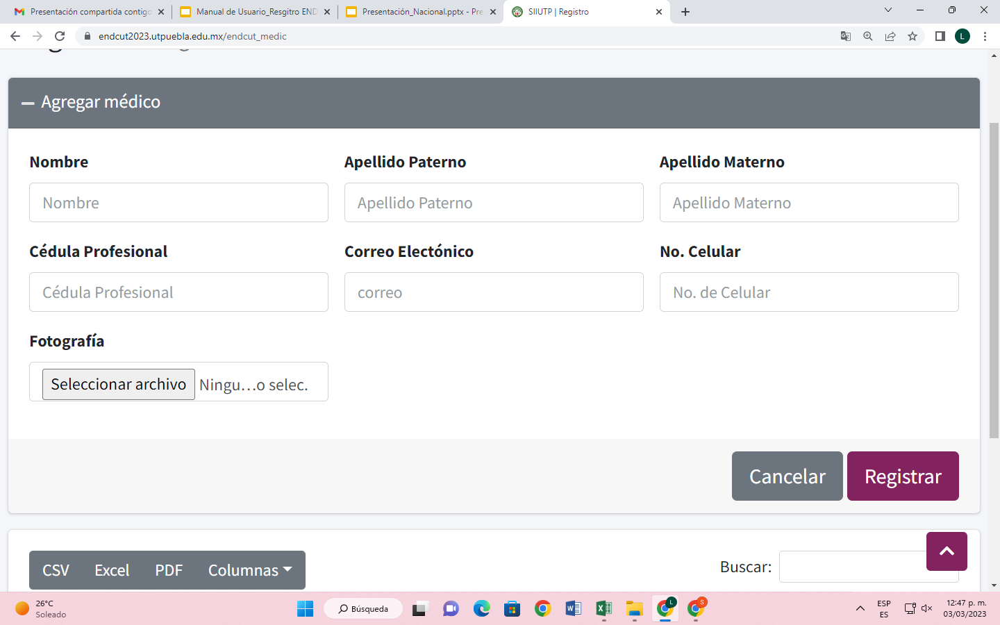 Presentación compartida contigo
Manual de Usuario_Resgitro END
Presentación_Nacional.pptx - Pre
SIIUTP | Registro
endcut2023.utpuebla.edu.mx/endcut_medic
L
Agregar médico
Nombre
Apellido Paterno
Apellido Materno
Nombre
Apellido Paterno
Apellido Materno
Cédula Profesional
Correo Electónico
No. Celular
Cédula Profesional
correo
No. de Celular
Fotografía
Seleccionar archivo
Ningu…o selec.
Cancelar
Registrar
CSV
Excel
PDF
Columnas
Buscar:
26°C
Soleado
Búsqueda
L
S
ESP
ES
12:47 p. m.
03/03/2023